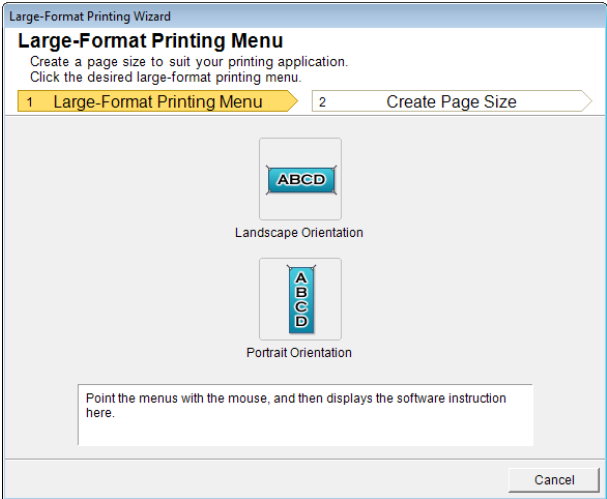 Large-Format Printing Wizard
Large-Format Printing Menu
Create a page size to suit your printing application.
Click the desired large-format printing menu.
1 Large-Format Printing Menu 2 Create Page Size
ABCD
Landscape Orientation
A
B
C
D
Portrait Orientation
Point the menus with the mouse, and then displays the software instruction
here.
Cancel